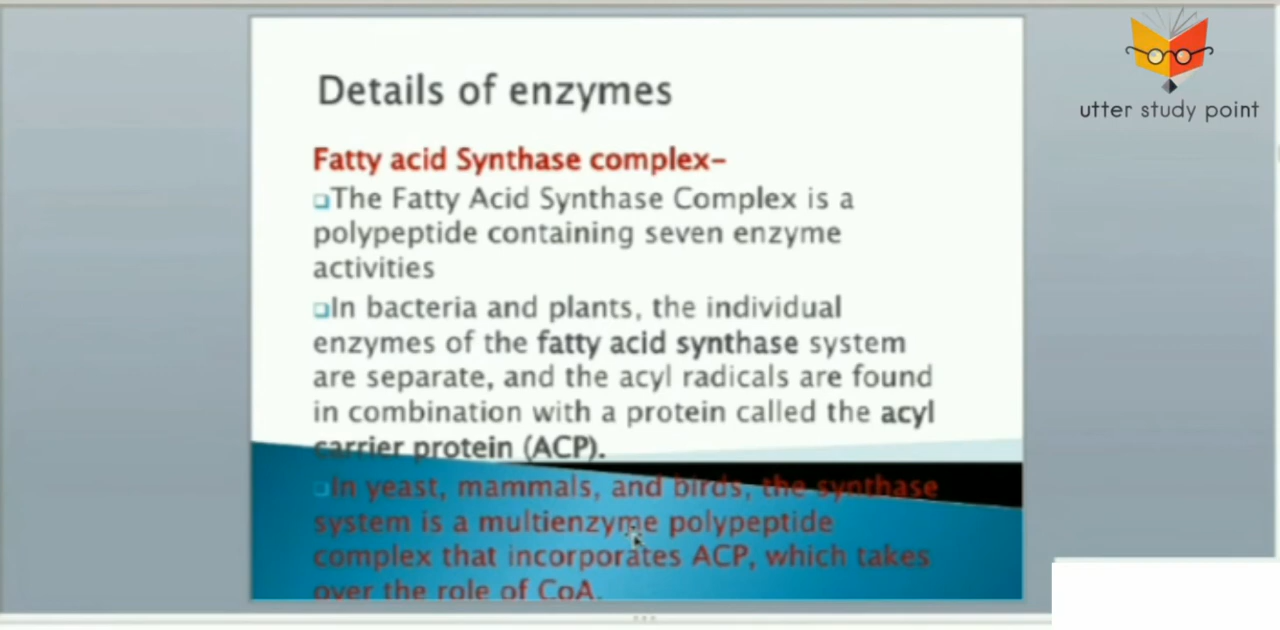 Details of enzymes
utter study point
Fatty acid Synthase complex-
❑The Fatty Acid Synthase Complex is a
polypeptide containing seven enzyme
activities
❑In bacteria and plants, the individual
enzymes of the fatty acid synthase system
are separate, and the acyl radicals are found
in combination with a protein called the acyl
carrier protein (ACP).
❑In yeast, mammals, and birds, the synthase
system is a multienzyme polypeptide
complex that incorporates ACP, which takes
over the role of CoA.